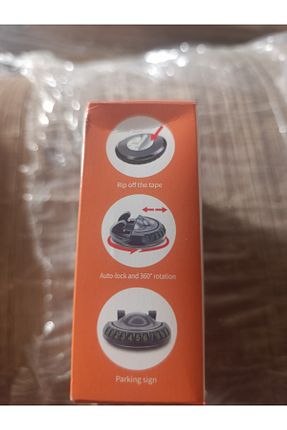 Rip off the tape
Auto-lock and 360° rotation
Parking sign